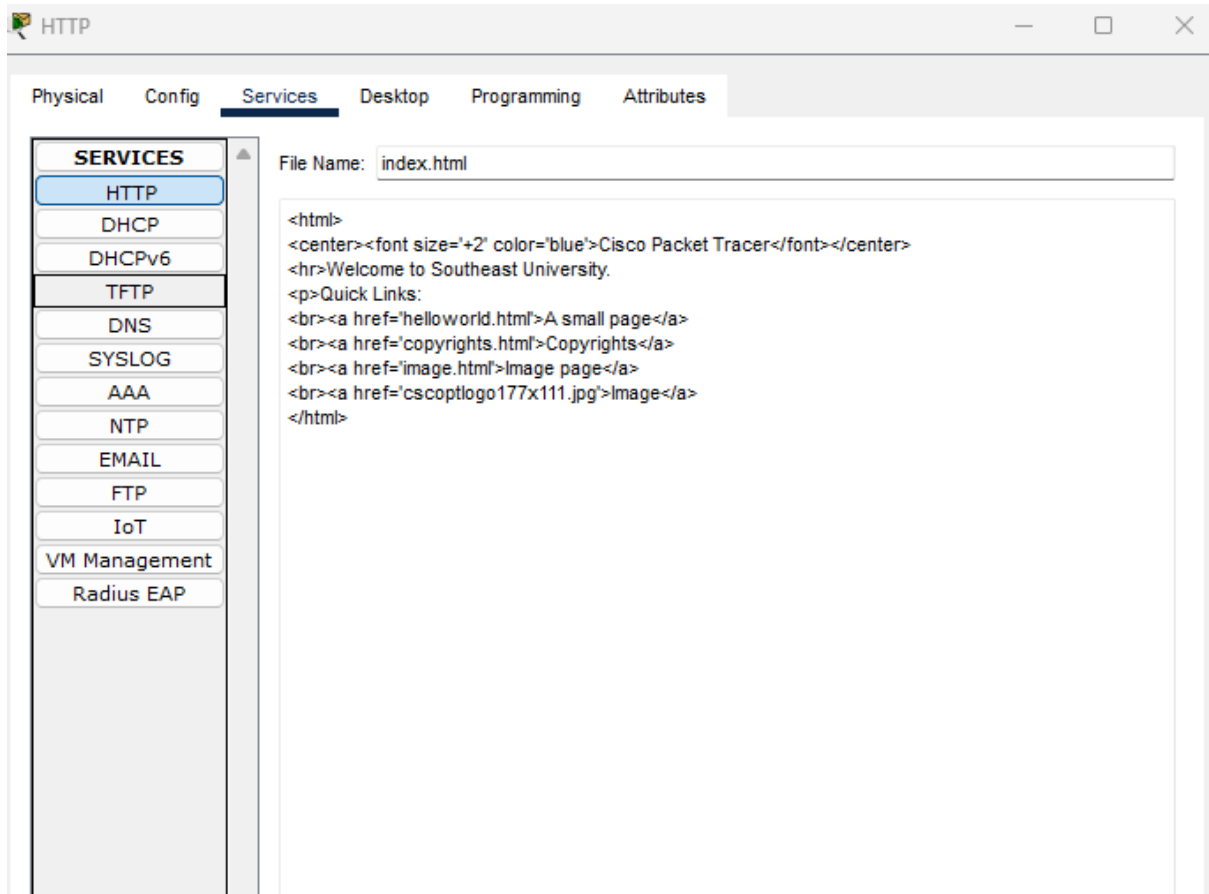 HTTP
Physical Config Services Desktop Programming Attributes
SERVICES
HTTP
DHCP
DHCPv6
TFTP
DNS
SYSLOG
AAA
NTP
EMAIL
FTP
IoT
VM Management
Radius EAP
File Name: index.html
<html>
<center><font size='+2' color='blue'>Cisco Packet Tracer</font></center>
<hr>Welcome to Southeast University.
<p>Quick Links:
<br><a href='helloworld.html'>A small page</a>
<br><a href='copyrights.html'>Copyrights</a>
<br><a href='image.html'>Image page</a>
<br><a href='cscoptlogo177x111.jpg'>Image</a>
</html>